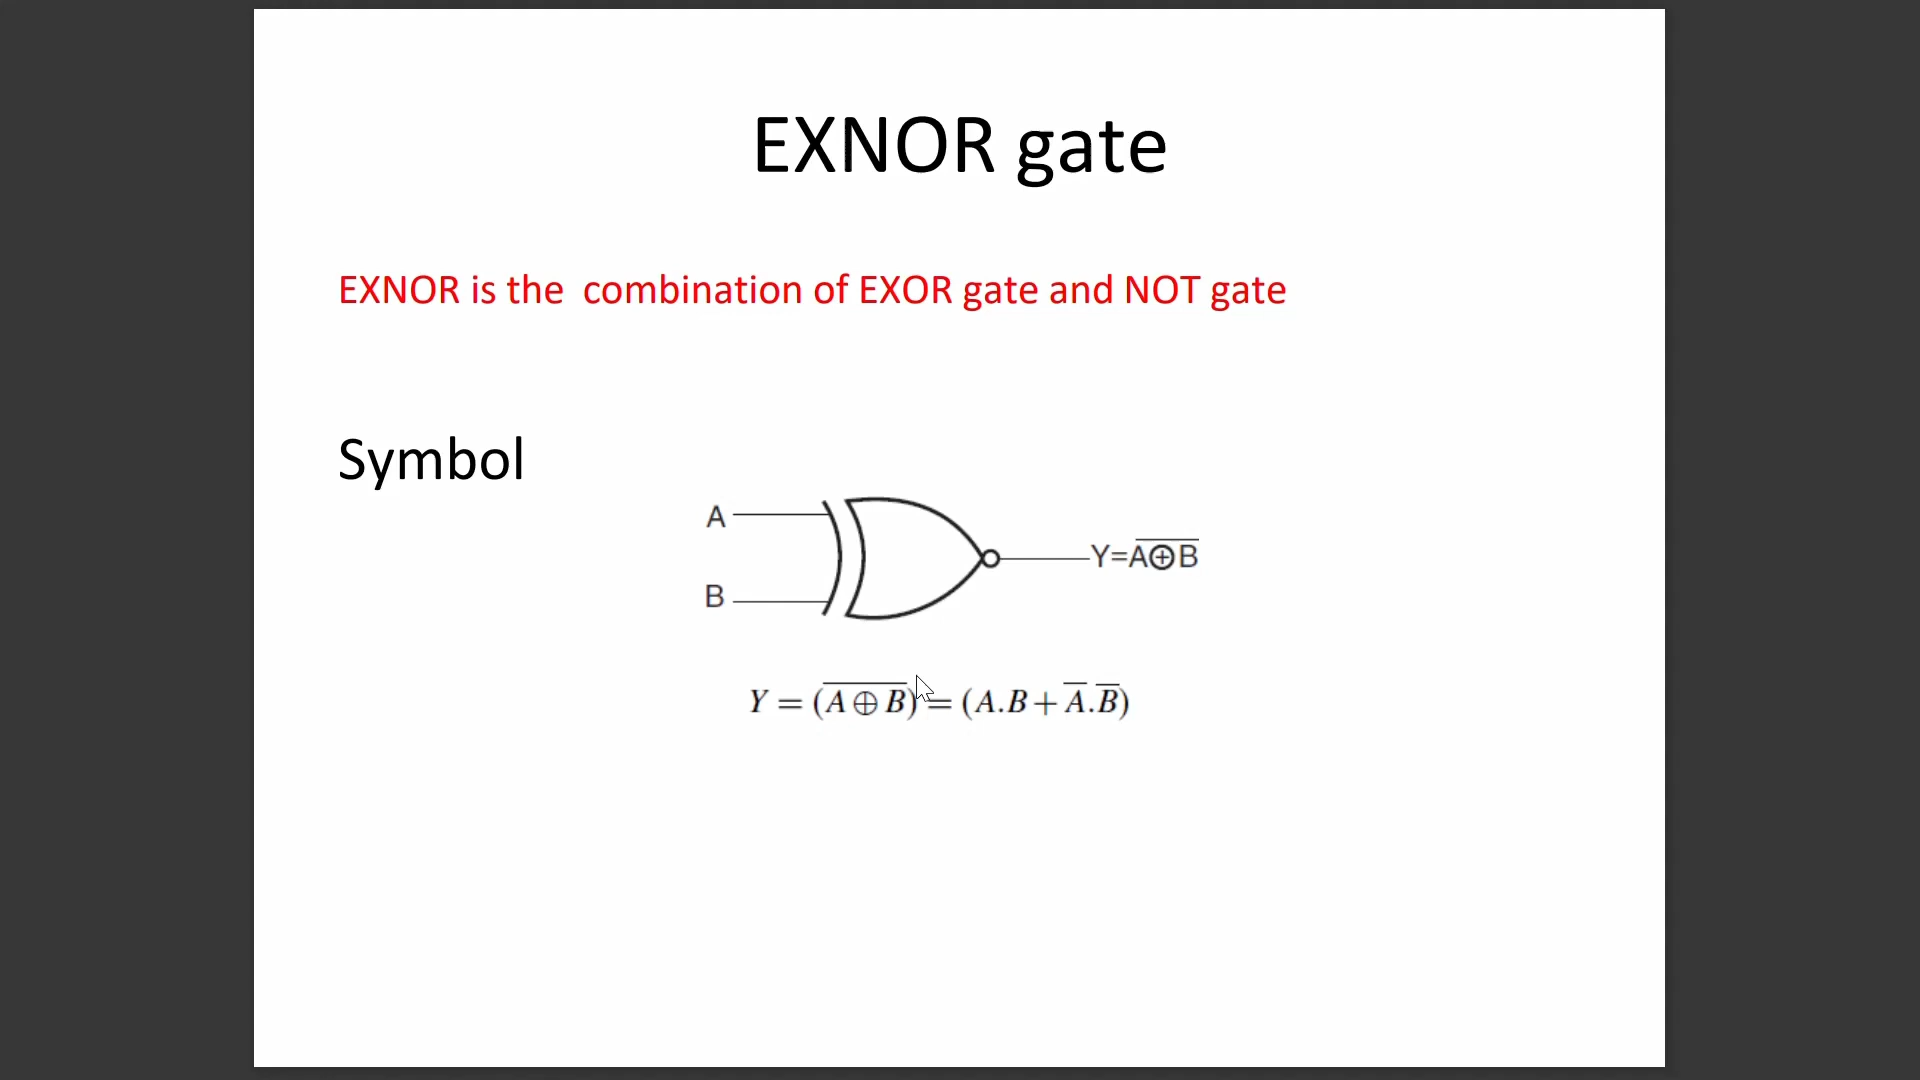 EXNOR gate
EXNOR is the combination of EXOR gate and NOT gate
Symbol
A
B
Y=A̅⊕̅B̅
Y = (A̅ ⊕̅ B̅) = (A.B + A̅.B̅)